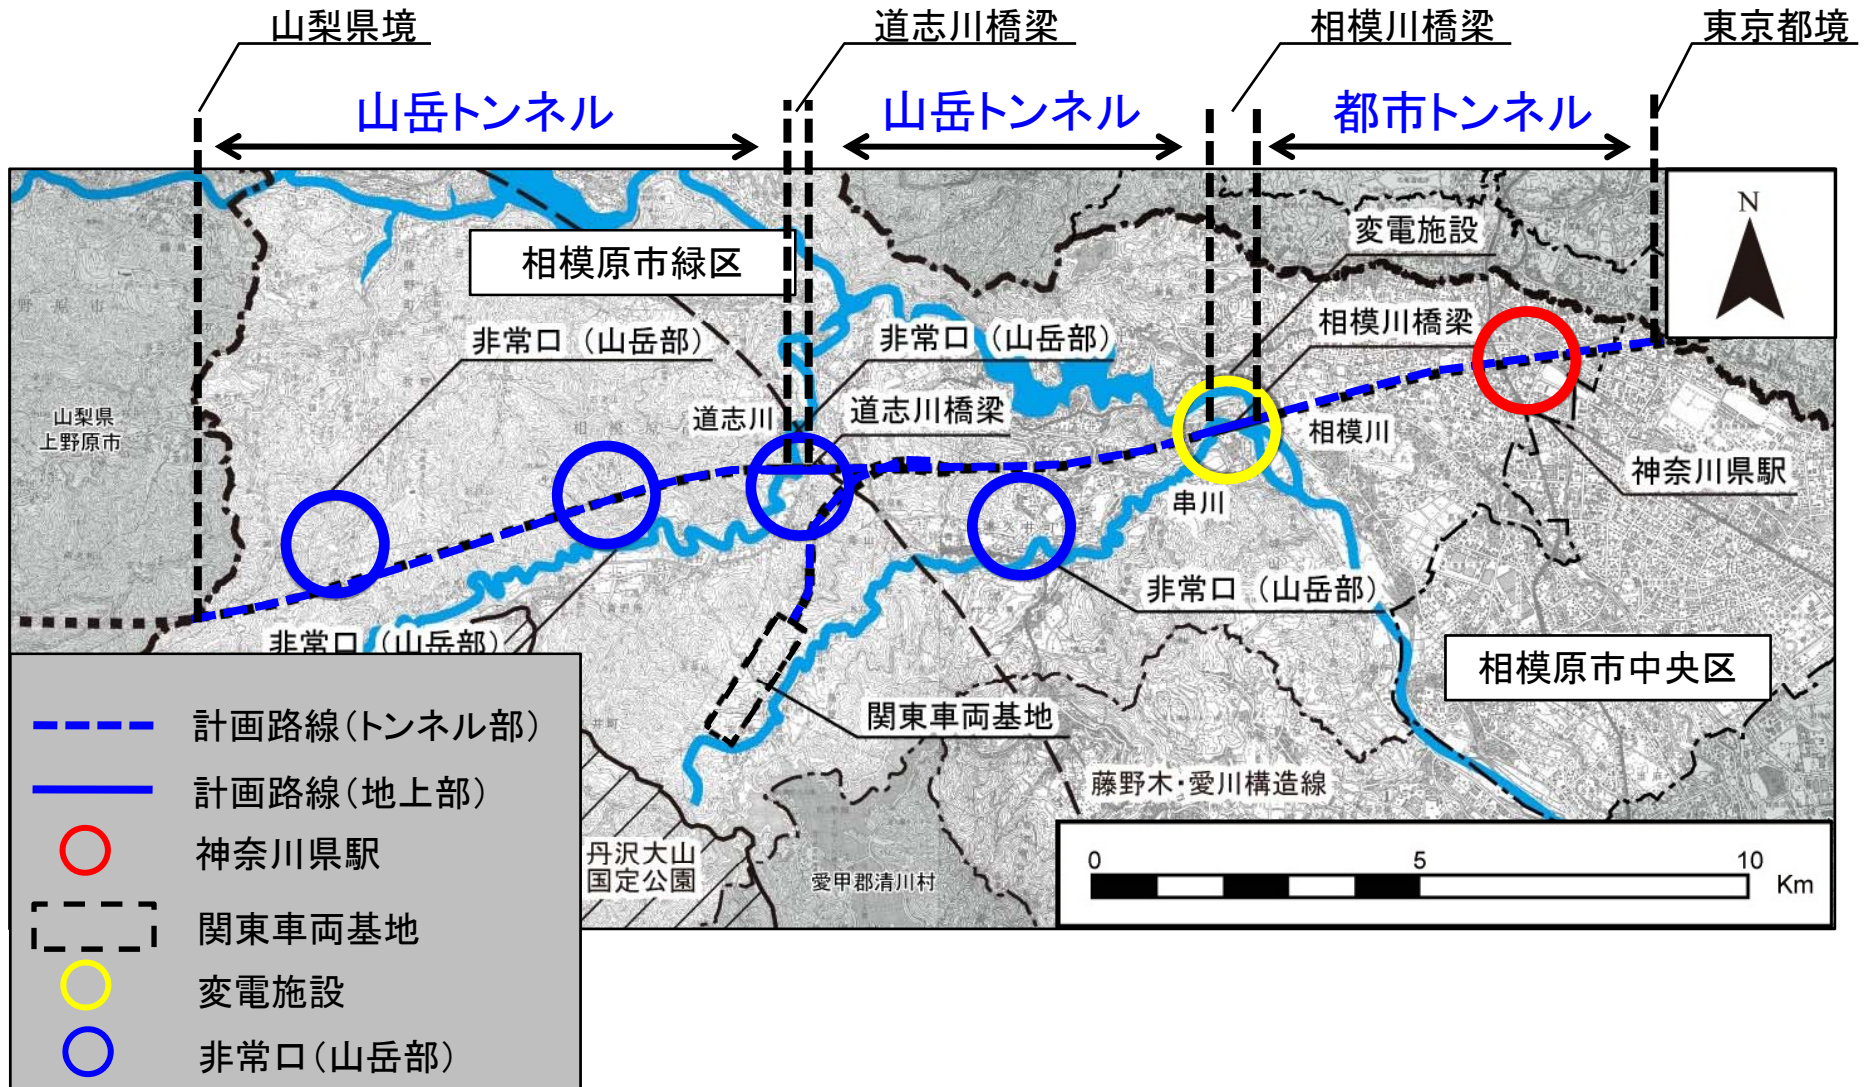 山梨県境
道志川橋梁
相模川橋梁
東京都境
山岳トンネル
山岳トンネル
都市トンネル
N
変電施設
相模原市緑区
相模川橋梁
非常口（山岳部）
非常口（山岳部）
山梨県
上野原市
道志川
道志川橋梁
相模川
神奈川県駅
串川
非常口（山岳部）
非常口（山岳部）
相模原市中央区
関東車両基地
計画路線（トンネル部）
計画路線（地上部）
神奈川県駅
関東車両基地
変電施設
非常口（山岳部）
藤野木・愛川構造線
丹沢大山
国定公園
愛甲郡清川村
0 5 10
Km